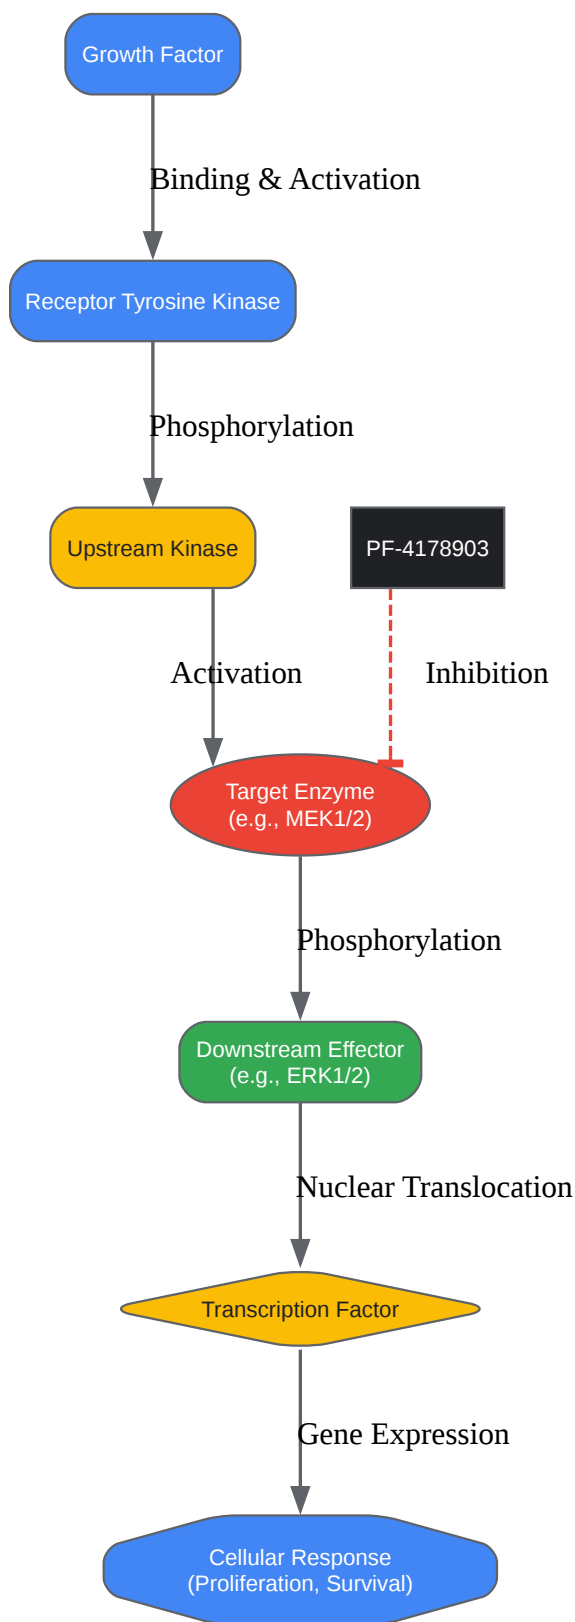 Growth Factor
Binding & Activation
Receptor Tyrosine Kinase
Phosphorylation
Upstream Kinase
PF-4178903
Activation
Inhibition
Target Enzyme
(e.g., MEK1/2)
Phosphorylation
Downstream Effector
(e.g., ERK1/2)
Nuclear Translocation
Transcription Factor
Gene Expression
Cellular Response
(Proliferation, Survival)